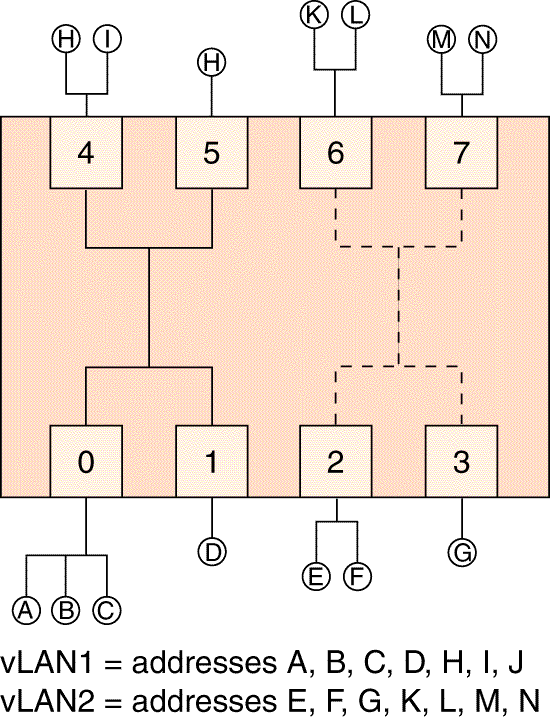 K L
H I H M N
4 5 6 7
0 1 2 3
D G
E F
A B C
vLAN1 = addresses A, B, C, D, H, I, J
vLAN2 = addresses E, F, G, K, L, M, N